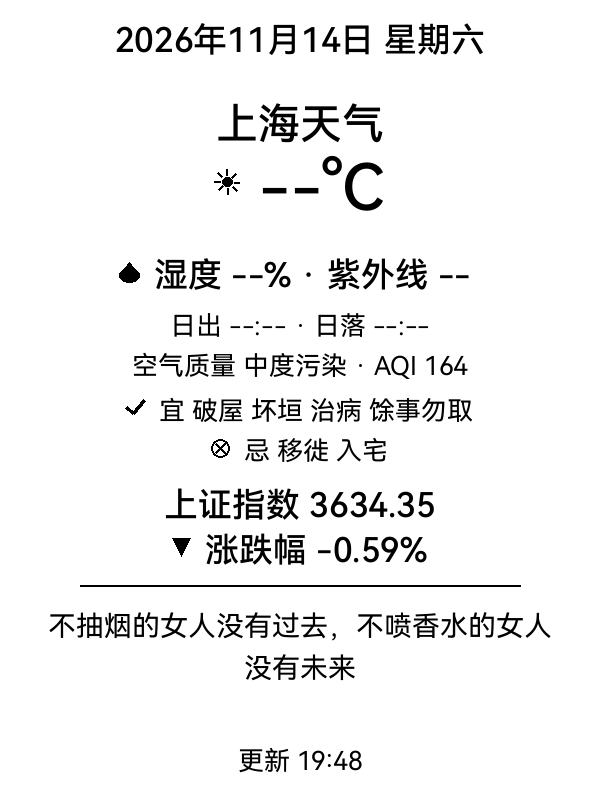 2026年11月14日 星期六
上海天气
--°C
湿度 --% · 紫外线 --
日出 --:-- · 日落 --:--
空气质量 中度污染 · AQI 164
宜 破屋 坏垣 治病 馀事勿取
忌 移徙 入宅
上证指数 3634.35
涨跌幅 -0.59%
不抽烟的女人没有过去，不喷香水的女人
没有未来
更新 19:48